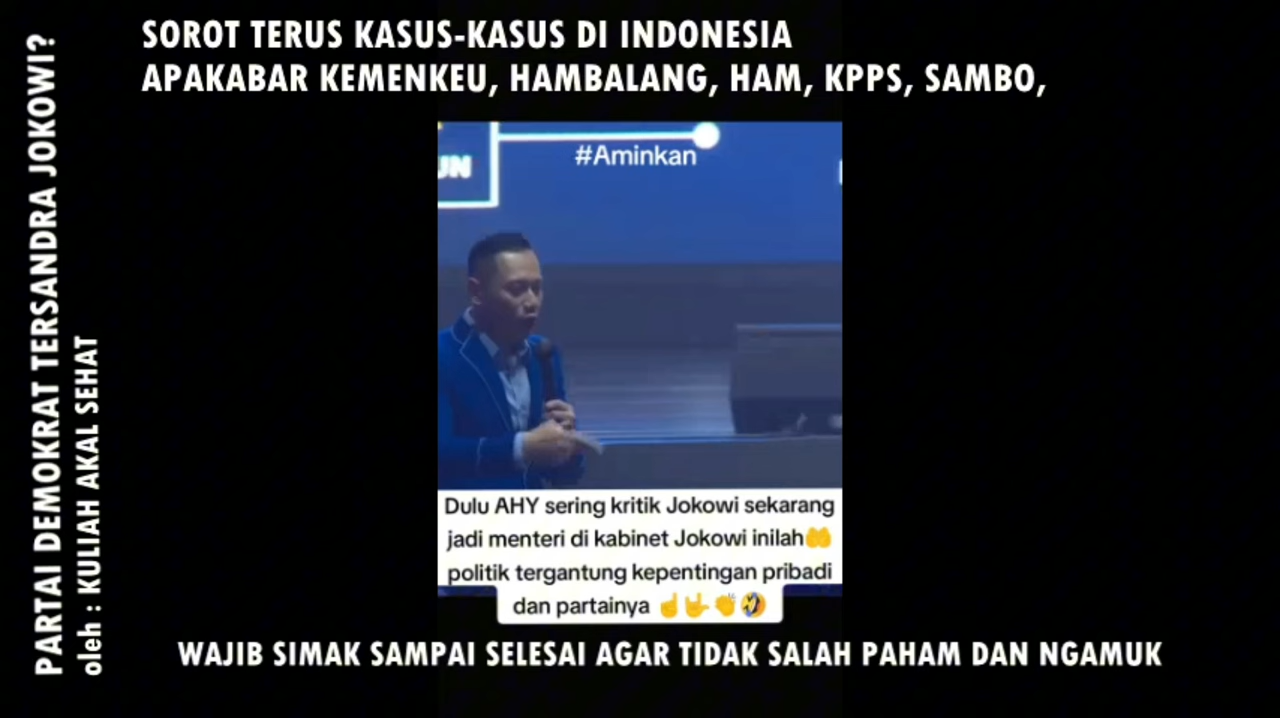 SOROT TERUS KASUS-KASUS DI INDONESIA
APAKABAR KEMENKEU, HAMBALANG, HAM, KPPS, SAMBO,
PARTAI DEMOKRAT TERSANDRA JOKOWI?
oleh : KULIAH AKAL SEHAT
#Aminkan
Dulu AHY sering kritik Jokowi sekarang
jadi menteri di kabinet Jokowi inilah🤲
politik tergantung kepentingan pribadi
dan partainya ☝️🤟👏🤣
WAJIB SIMAK SAMPAI SELESAI AGAR TIDAK SALAH PAHAM DAN NGAMUK